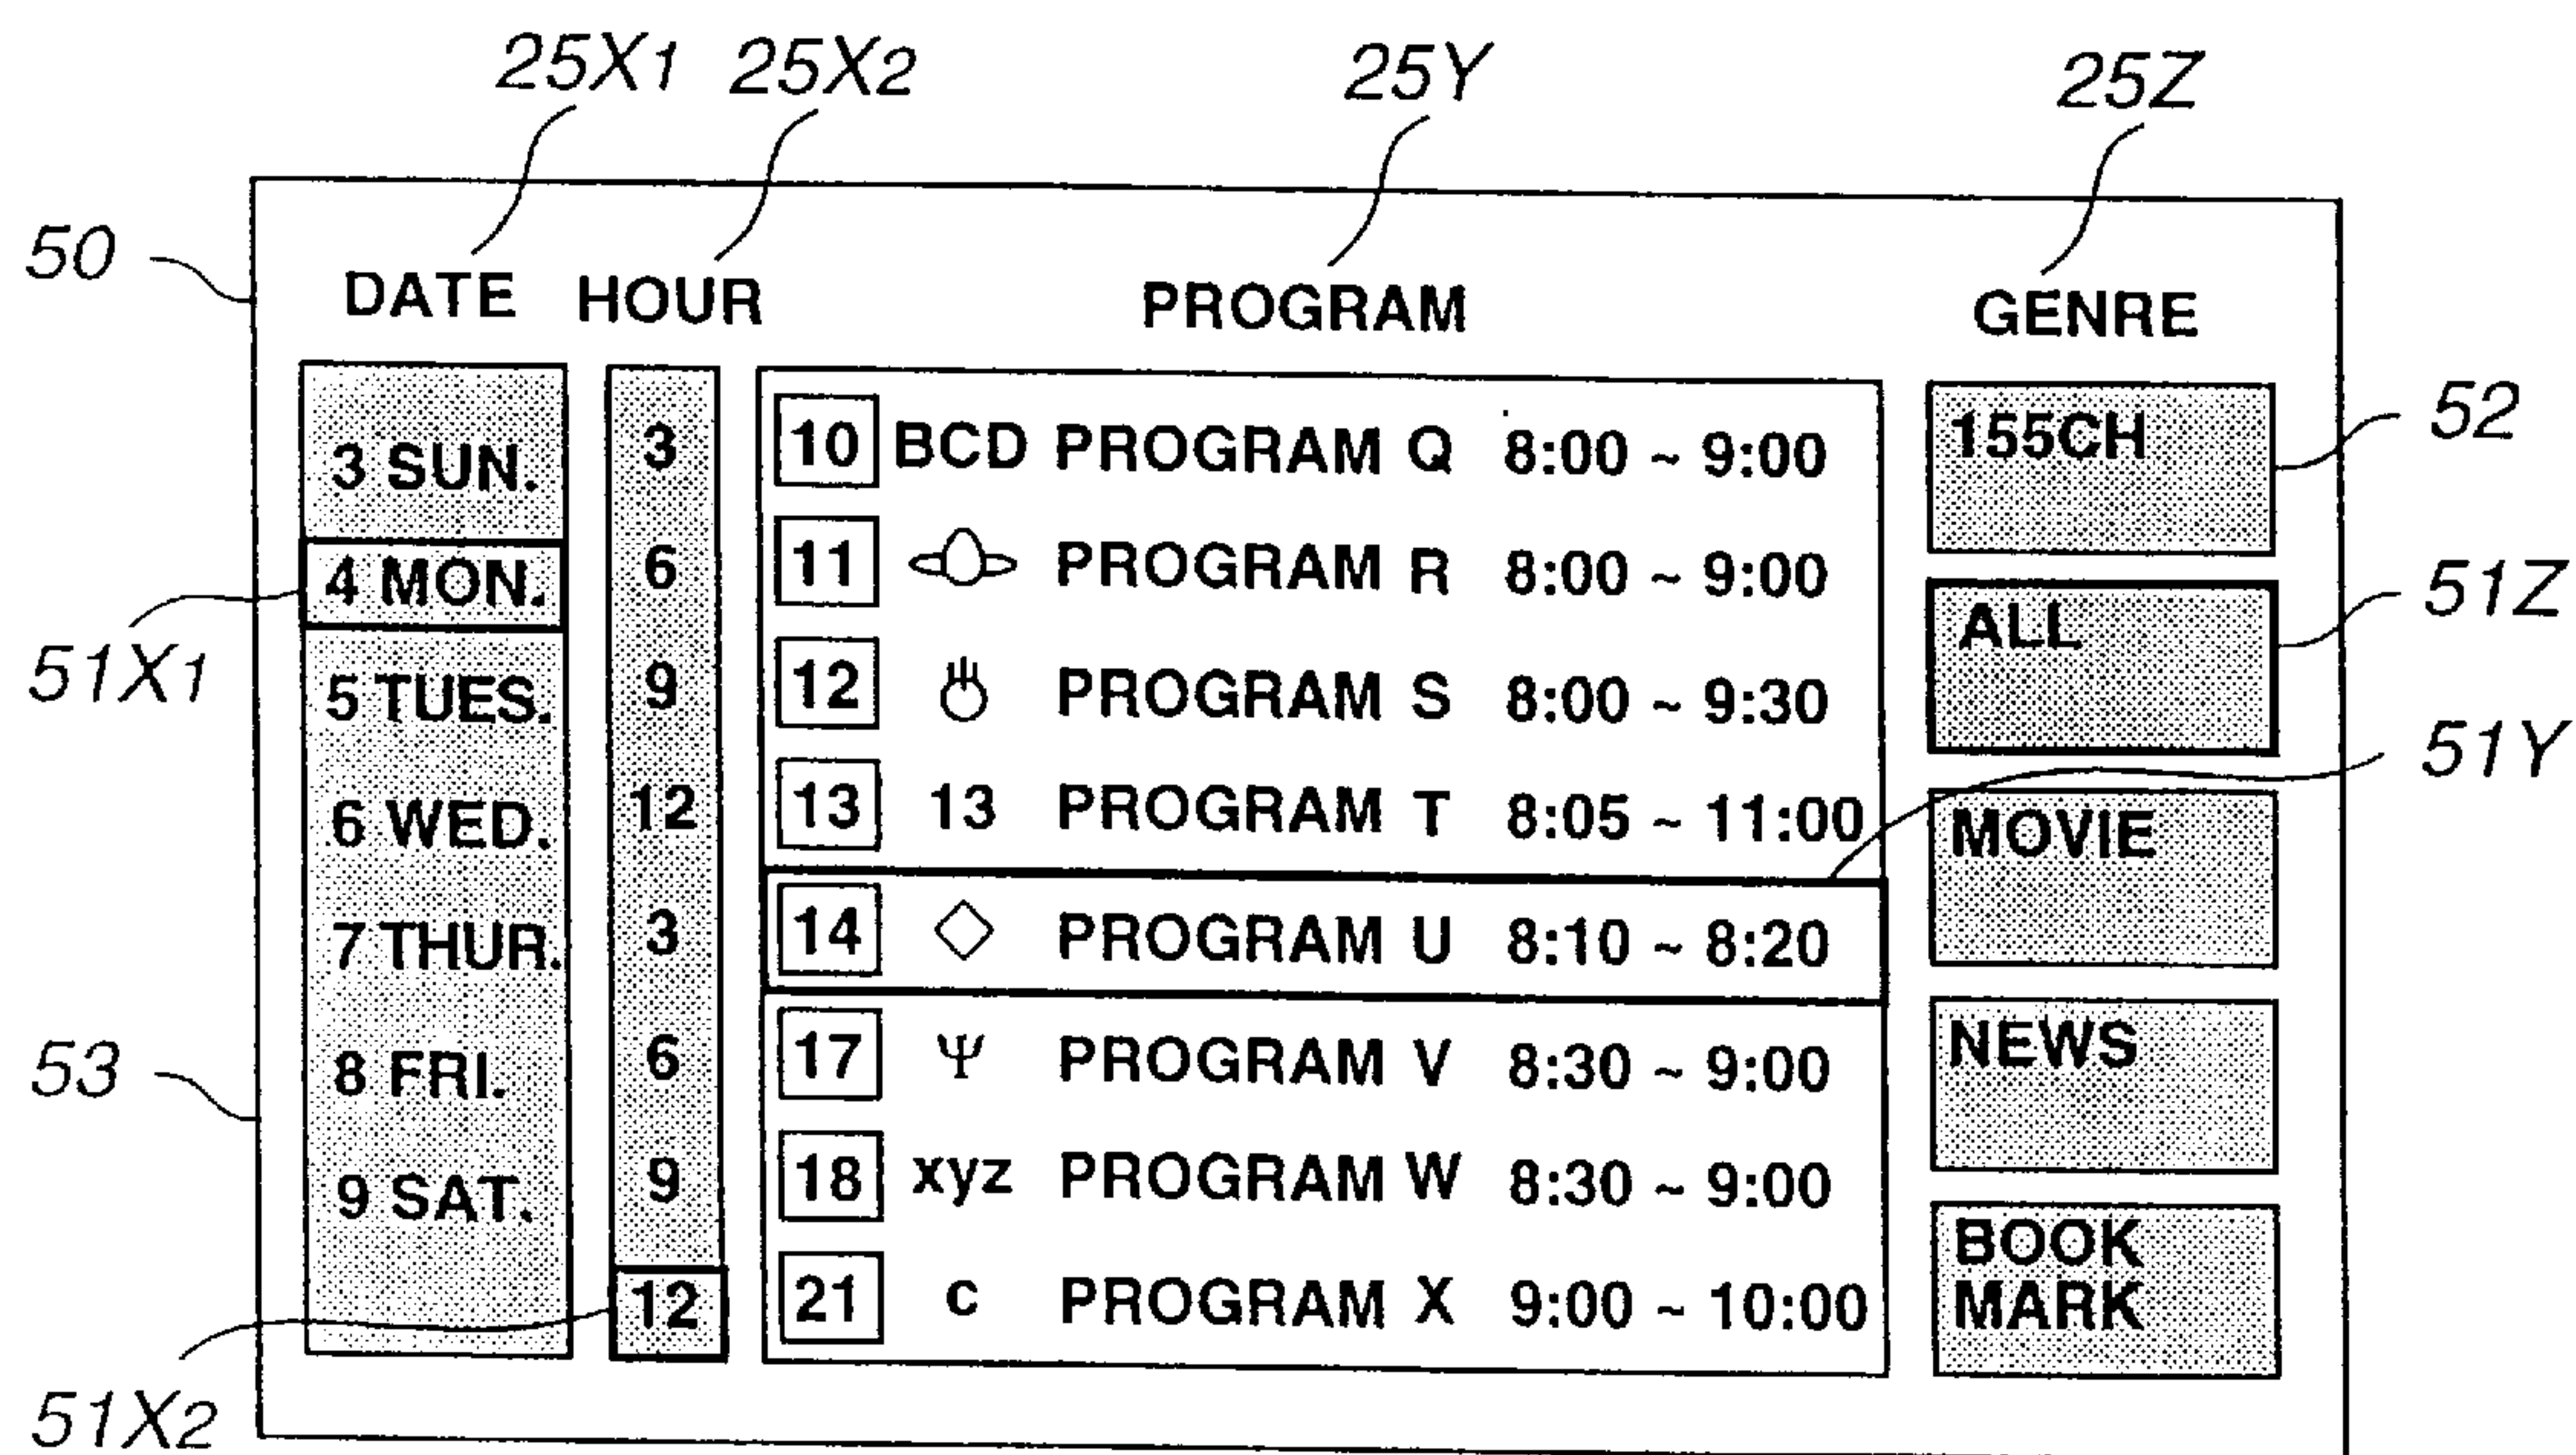 25X1 25X2 25Y 25Z
50
DATE HOUR PROGRAM GENRE
3 SUN.
4 MON.
5 TUES.
6 WED.
7 THUR.
8 FRI.
9 SAT.
3
6
9
12
3
6
9
12
10 BCD PROGRAM Q 8:00 ~ 9:00
11 PROGRAM R 8:00 ~ 9:00
12 PROGRAM S 8:00 ~ 9:30
13 13 PROGRAM T 8:05 ~ 11:00
14 ◇ PROGRAM U 8:10 ~ 8:20
17 Ψ PROGRAM V 8:30 ~ 9:00
18 xyz PROGRAM W 8:30 ~ 9:00
21 c PROGRAM X 9:00 ~ 10:00
155CH
ALL
MOVIE
NEWS
BOOK
MARK
52
51Z
51Y
51X1
53
51X2